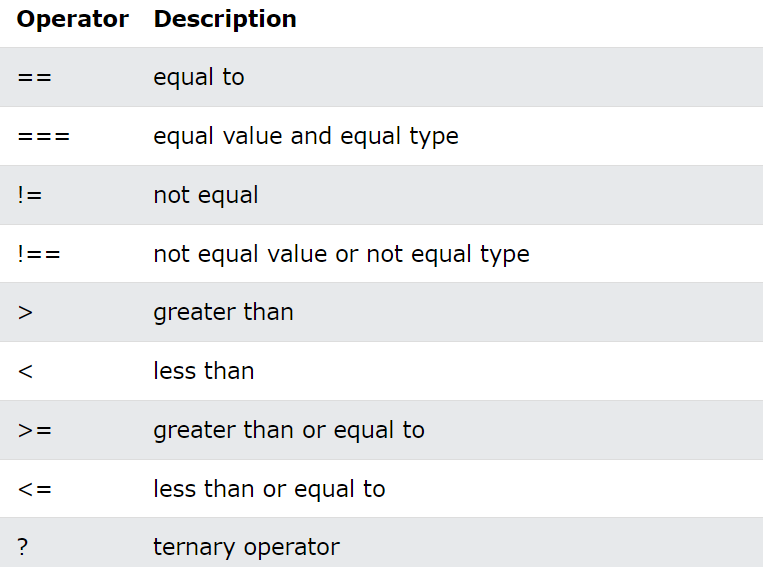 Operator Description
== equal to
=== equal value and equal type
!= not equal
!== not equal value or not equal type
> greater than
< less than
>= greater than or equal to
<= less than or equal to
? ternary operator